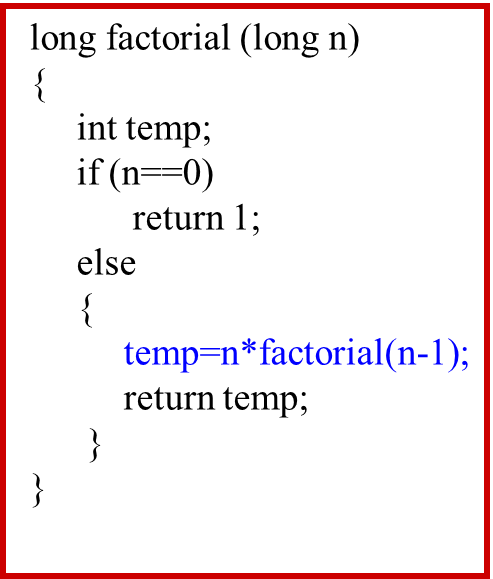 long factorial (long n)
{
int temp;
if (n==0)
return 1;
else
{
temp=n*factorial(n-1);
return temp;
}
}